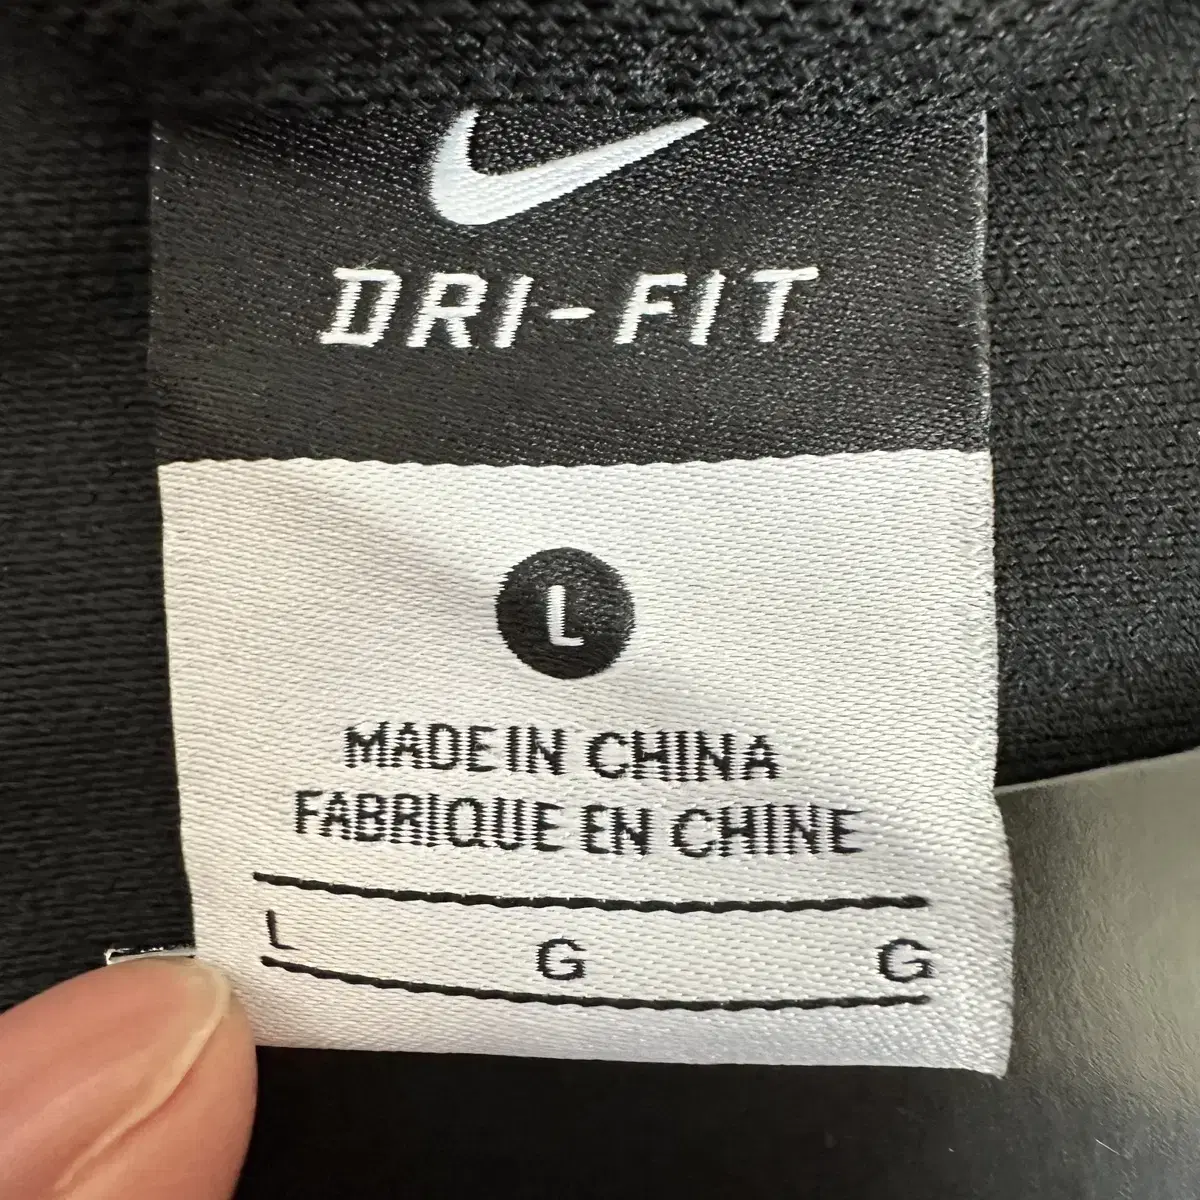 DRI-FIT
L
MADE IN CHINA
FABRIQUE EN CHINE
L G G